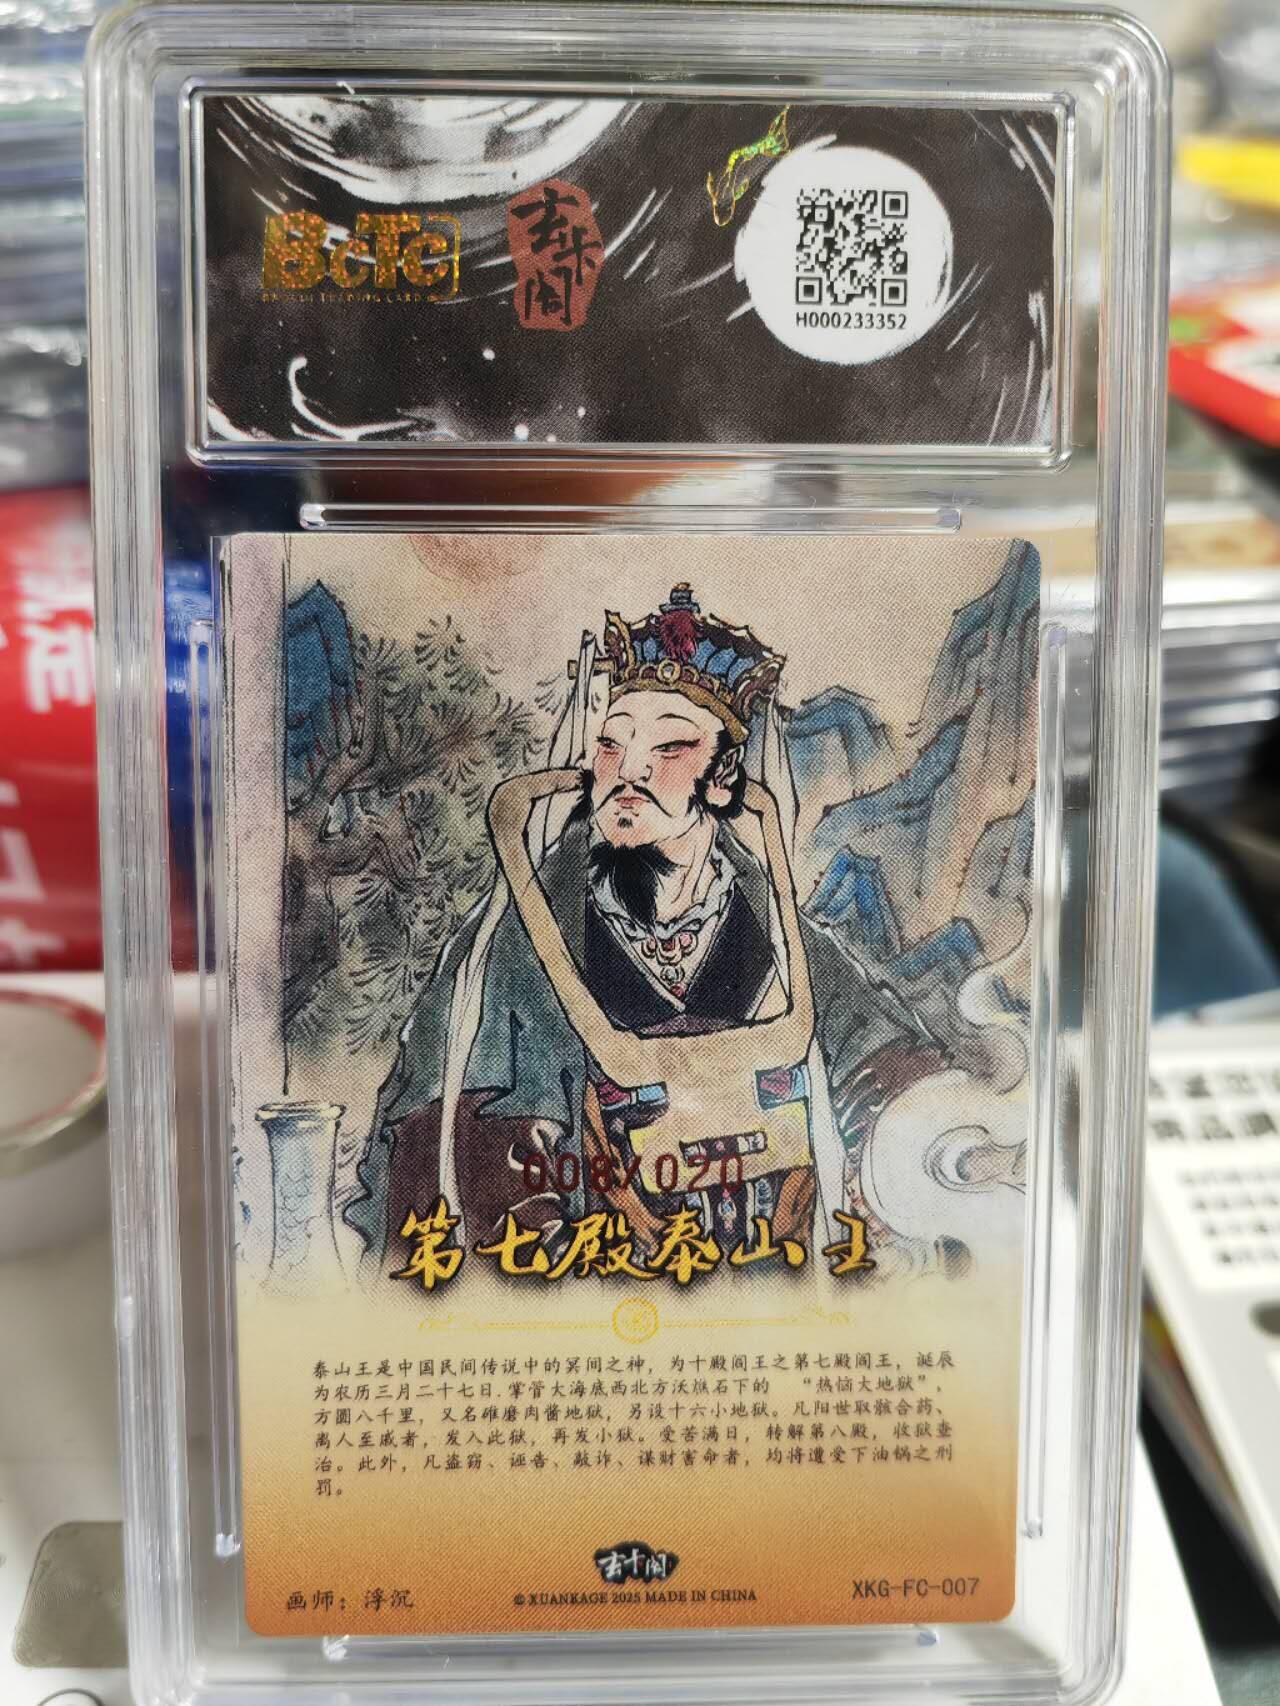 BcTc
玄卡阁
H000233352
008/020
第七殿泰山王
泰山王是中国民间传说中的冥间之神，为十殿阎王之第七殿阎王，诞辰
为农历三月二十七日.掌管大海底西北方沃燋石下的 “热恼大地狱”，
方圆八千里，又名碓磨肉酱地狱，另设十六小地狱。凡阳世取骸合药、
离人至戚者，发入此狱，再发小狱。受苦满日，转解第八殿，收狱查
治。此外，凡盗窃、诬告、敲诈、谋财害命者，均将遭受下油锅之刑
罚。
玄卡阁
画师：浮沉
© XUANKAGE 2025 MADE IN CHINA
XKG-FC-007